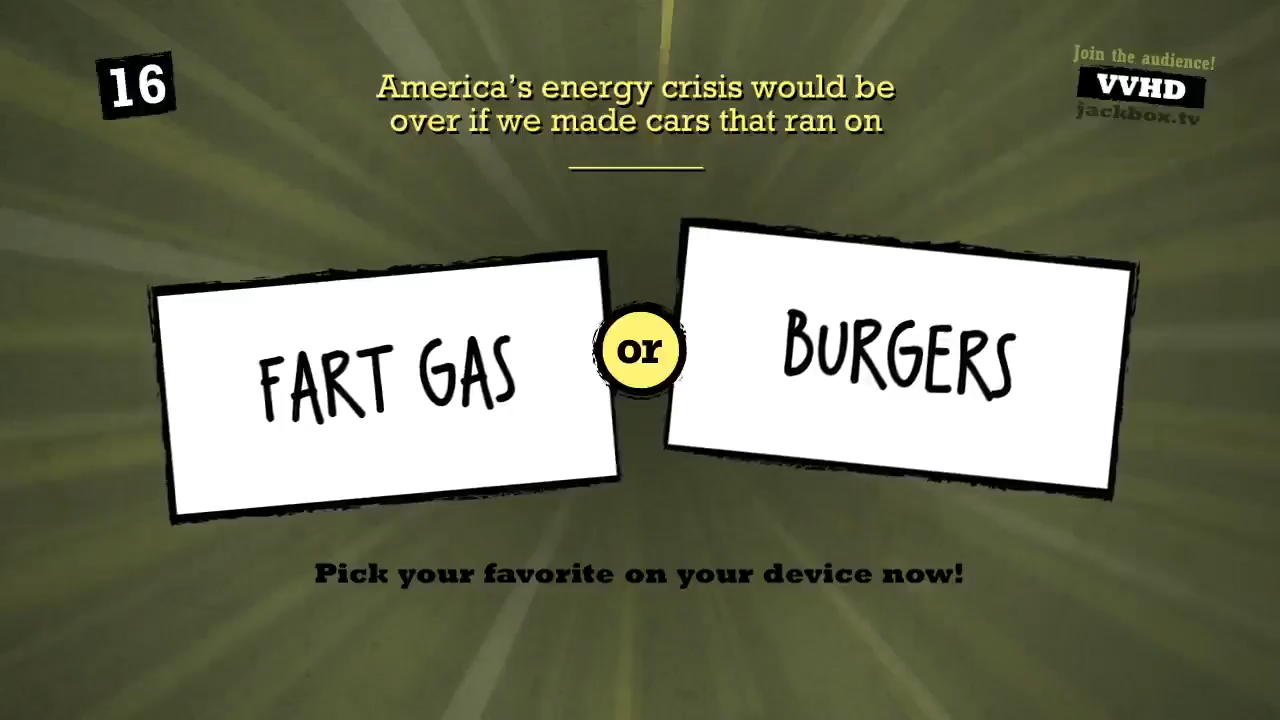 16
Join the audience!
VVHD
jackbox.tv
America's energy crisis would be
over if we made cars that ran on
FART GAS
or
BURGERS
Pick your favorite on your device now!